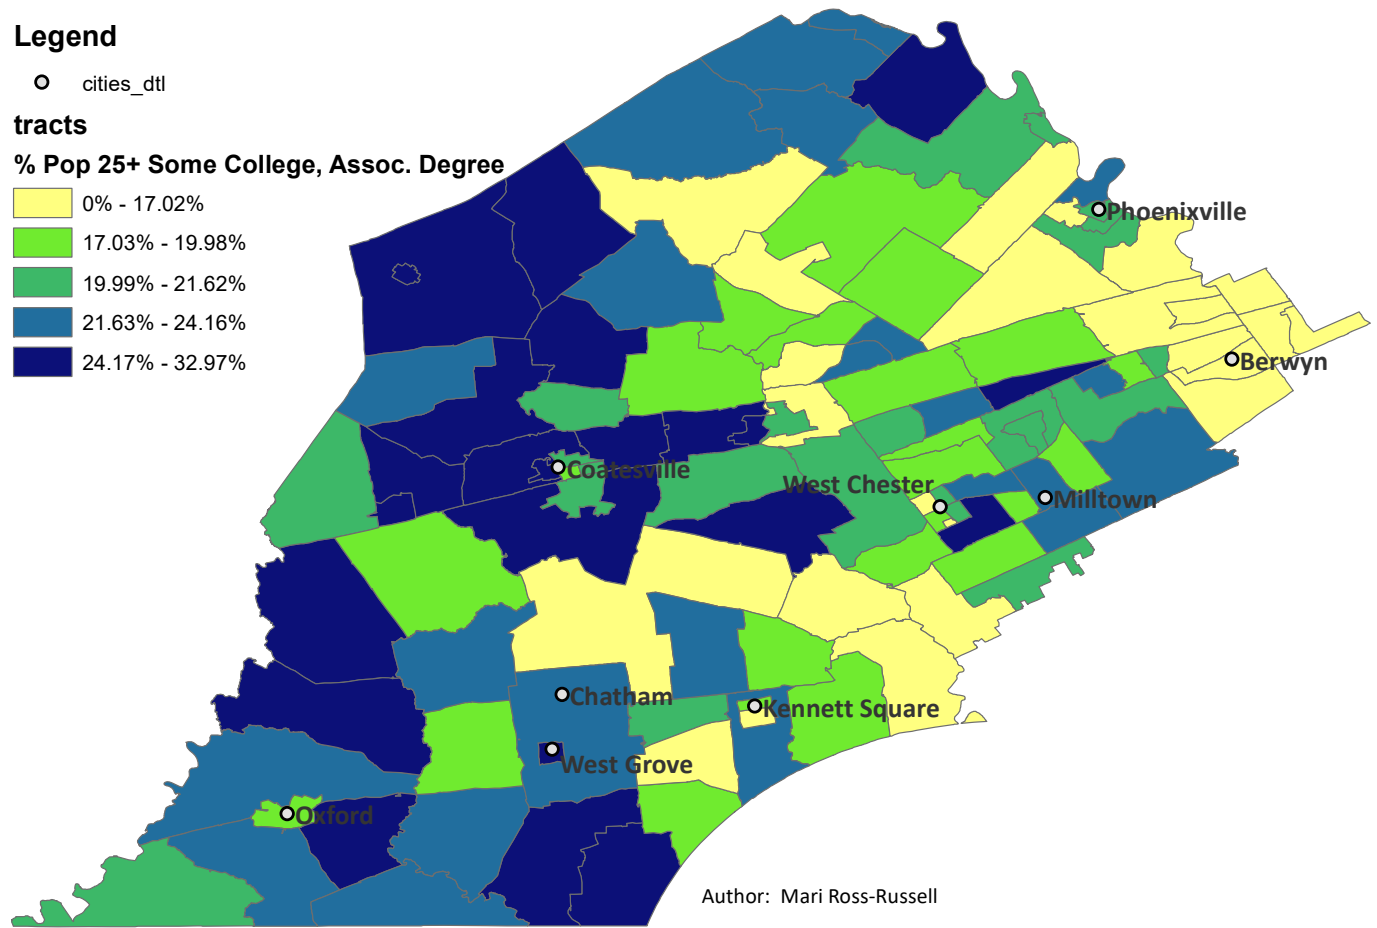 Legend
cities_dtl
tracts
% Pop 25+ Some College, Assoc. Degree
0% - 17.02%
17.03% - 19.98%
19.99% - 21.62%
21.63% - 24.16%
24.17% - 32.97%
Phoenixville
Berwyn
Coatesville
West Chester
Milltown
Chatham
Kennett Square
West Grove
Oxford
Author: Mari Ross-Russell